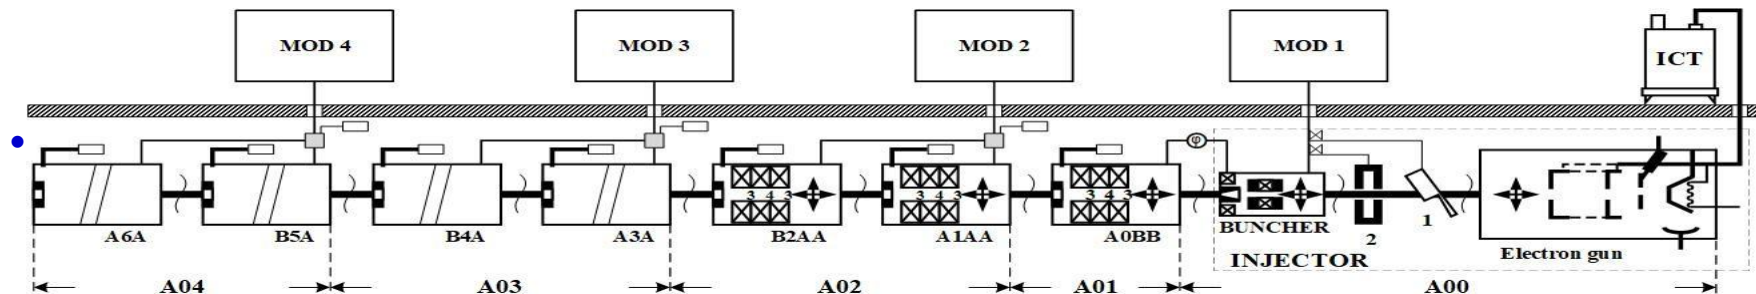 MOD 4 MOD 3 MOD 2 MOD 1 ICT
φ
3 4 3 3 4 3 3 4 3
A6A B5A B4A A3A B2AA A1AA A0BB BUNCHER 2 1 Electron gun
INJECTOR
A04 A03 A02 A01 A00